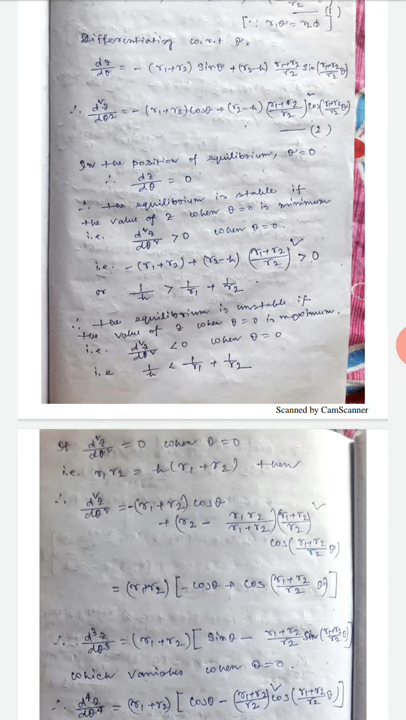 [∵ r₁θ = r₂φ] (1)
Differentiating w.r.t θ,
dz/dθ = - (r₁+r₂) sinθ + (r₂-h) (r₁+r₂)/r₂ sin((r₁+r₂)/r₂ θ)
∴ d²z/dθ² = - (r₁+r₂) cosθ + (r₂-h) ((r₁+r₂)/r₂)² cos((r₁+r₂)/r₂ θ)
— (2)
In the position of equilibrium, θ=0
∴ dz/dθ = 0
∴ the equilibrium is stable if
the value of z when θ=0 is minimum
i.e. d²z/dθ² > 0 when θ=0.
i.e. - (r₁+r₂) + (r₂-h) ((r₁+r₂)/r₂)² > 0
or 1/h > 1/r₁ + 1/r₂
∴ the equilibrium is unstable if
the value of z when θ=0 is maximum.
i.e. d²z/dθ² < 0 when θ=0
i.e 1/h < 1/r₁ + 1/r₂
Scanned by CamScanner
If d²z/dθ² = 0 when θ=0
i.e. r₁r₂ = h(r₁+r₂) then
∴ d²z/dθ² = -(r₁+r₂) cosθ
+ (r₂ - r₁r₂/(r₁+r₂)) ((r₁+r₂)/r₂)²
cos((r₁+r₂)/r₂ θ)
= (r₁+r₂) [-cosθ + cos((r₁+r₂)/r₂ θ)]
∴ d³z/dθ³ = (r₁+r₂) [sinθ - (r₁+r₂)/r₂ sin((r₁+r₂)/r₂ θ)]
which vanishes when θ=0.
∴ d⁴z/dθ⁴ = (r₁+r₂) [cosθ - ((r₁+r₂)/r₂)² cos((r₁+r₂)/r₂ θ)]